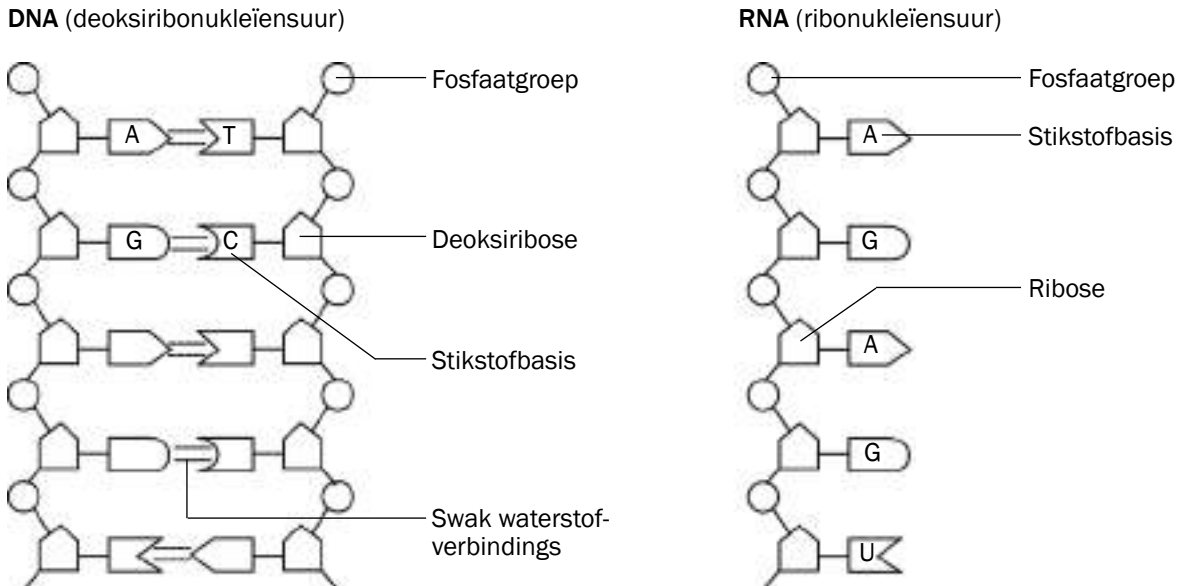 DNA (deoksiribonukleïensuur)
Fosfaatgroep
A T
G C
Deoksiribose
Stikstofbasis
Swak waterstof-
verbindings
RNA (ribonukleïensuur)
Fosfaatgroep
A
Stikstofbasis
G
Ribose
A
G
U